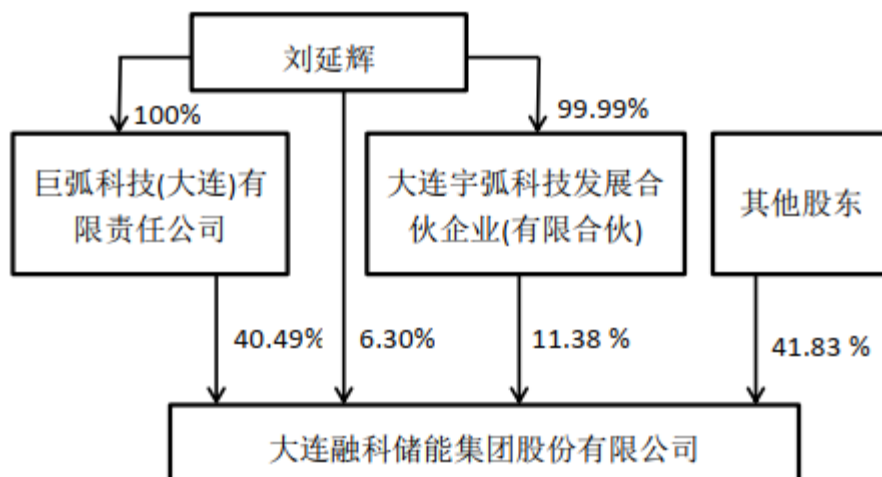 刘延辉
100%
99.99%
巨弧科技(大连)有
限责任公司
大连宇弧科技发展合
伙企业(有限合伙)
其他股东
40.49%
6.30%
11.38 %
41.83 %
大连融科储能集团股份有限公司